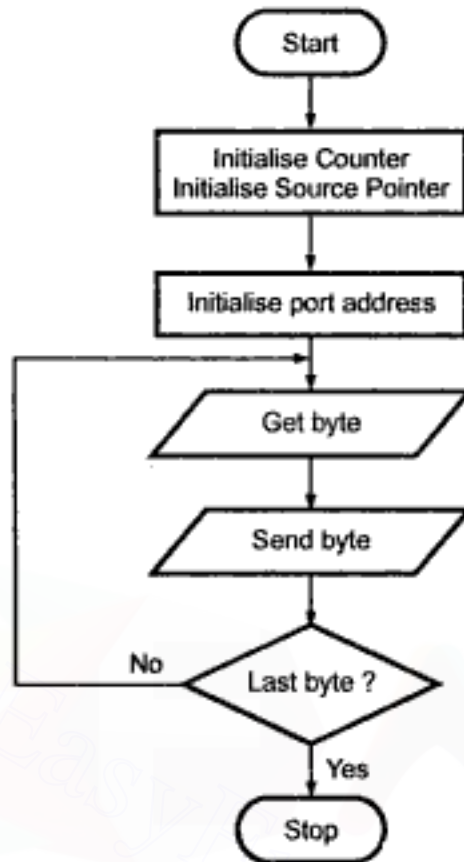 Start
Initialise Counter
Initialise Source Pointer
Initialise port address
Get byte
Send byte
Last byte ?
No
Yes
Stop